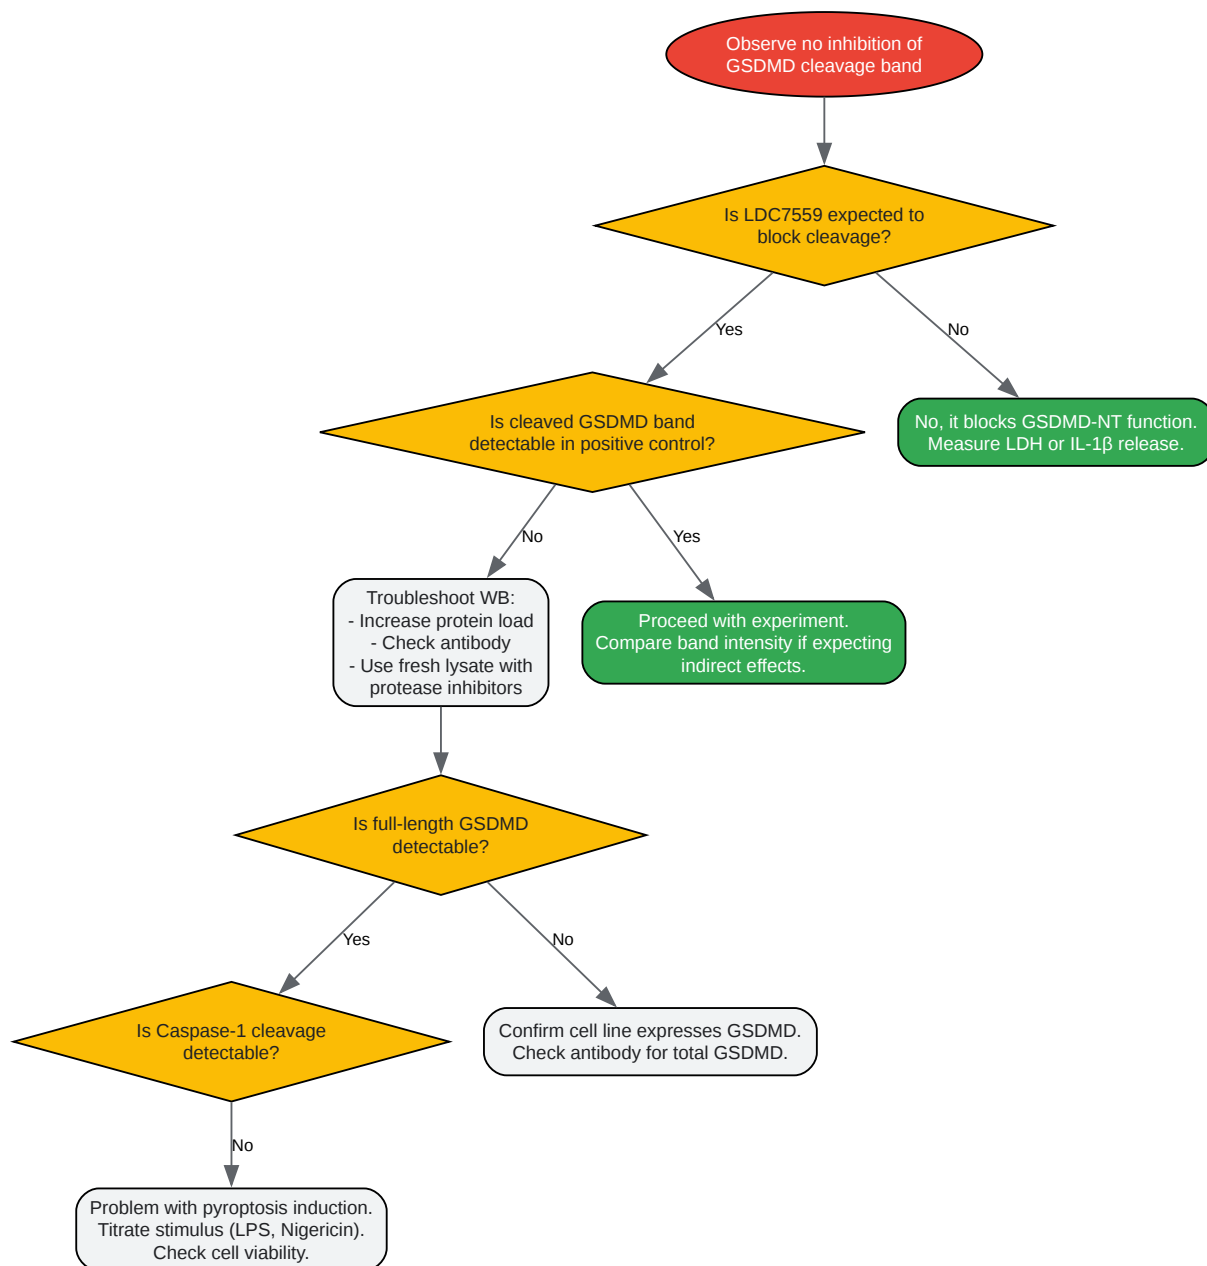 Observe no inhibition of
GSDMD cleavage band
Is LDC7559 expected to
block cleavage?
Yes
No
Is cleaved GSDMD band
detectable in positive control?
No, it blocks GSDMD-NT function.
Measure LDH or IL-1β release.
No
Yes
Troubleshoot WB:
- Increase protein load
- Check antibody
- Use fresh lysate with
protease inhibitors
Proceed with experiment.
Compare band intensity if expecting
indirect effects.
Is full-length GSDMD
detectable?
Yes
No
Is Caspase-1 cleavage
detectable?
Confirm cell line expresses GSDMD.
Check antibody for total GSDMD.
No
Problem with pyroptosis induction.
Titrate stimulus (LPS, Nigericin).
Check cell viability.